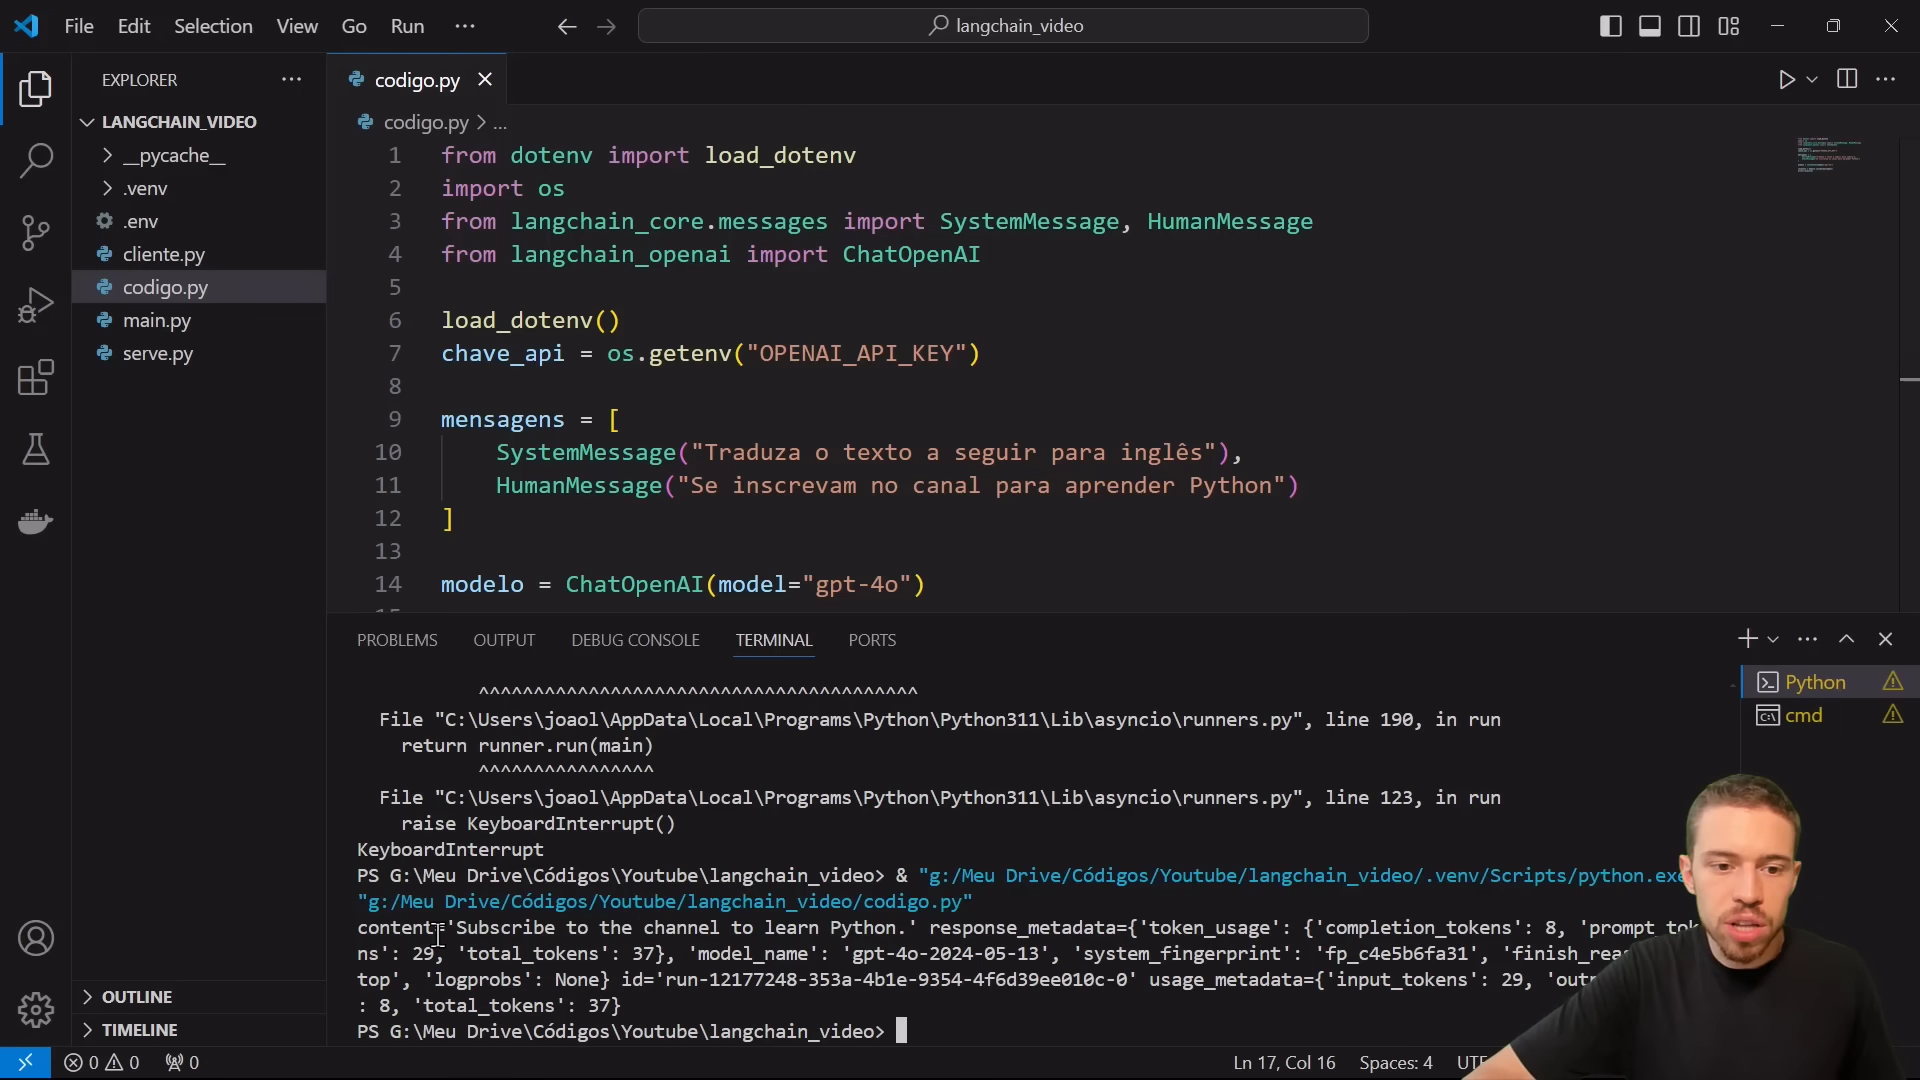 File Edit Selection View Go Run ··· langchain_video
EXPLORER ···
LANGCHAIN_VIDEO
__pycache__
.venv
.env
cliente.py
codigo.py
main.py
serve.py
OUTLINE
TIMELINE
codigo.py
codigo.py > ...
1 from dotenv import load_dotenv
2 import os
3 from langchain_core.messages import SystemMessage, HumanMessage
4 from langchain_openai import ChatOpenAI
5
6 load_dotenv()
7 chave_api = os.getenv("OPENAI_API_KEY")
8
9 mensagens = [
10 SystemMessage("Traduza o texto a seguir para inglês"),
11 HumanMessage("Se inscrevam no canal para aprender Python")
12 ]
13
14 modelo = ChatOpenAI(model="gpt-4o")
PROBLEMS OUTPUT DEBUG CONSOLE TERMINAL PORTS
^^^^^^^^^^^^^^^^^^^^^^^^^^^^^^^^^^^^^^^^
File "C:\Users\joaol\AppData\Local\Programs\Python\Python311\Lib\asyncio\runners.py", line 190, in run
return runner.run(main)
^^^^^^^^^^^^^^^^
File "C:\Users\joaol\AppData\Local\Programs\Python\Python311\Lib\asyncio\runners.py", line 123, in run
raise KeyboardInterrupt()
KeyboardInterrupt
PS G:\Meu Drive\Códigos\Youtube\langchain_video> & "g:/Meu Drive/Códigos/Youtube/langchain_video/.venv/Scripts/python.exe
"g:/Meu Drive/Códigos/Youtube/langchain_video/codigo.py"
content='Subscribe to the channel to learn Python.' response_metadata={'token_usage': {'completion_tokens': 8, 'prompt_tok
ns': 29, 'total_tokens': 37}, 'model_name': 'gpt-4o-2024-05-13', 'system_fingerprint': 'fp_c4e5b6fa31', 'finish_rea
top', 'logprobs': None} id='run-12177248-353a-4b1e-9354-4f6d39ee010c-0' usage_metadata={'input_tokens': 29, 'out
: 8, 'total_tokens': 37}
PS G:\Meu Drive\Códigos\Youtube\langchain_video>
Python
cmd
0 0 0 Ln 17, Col 16 Spaces: 4